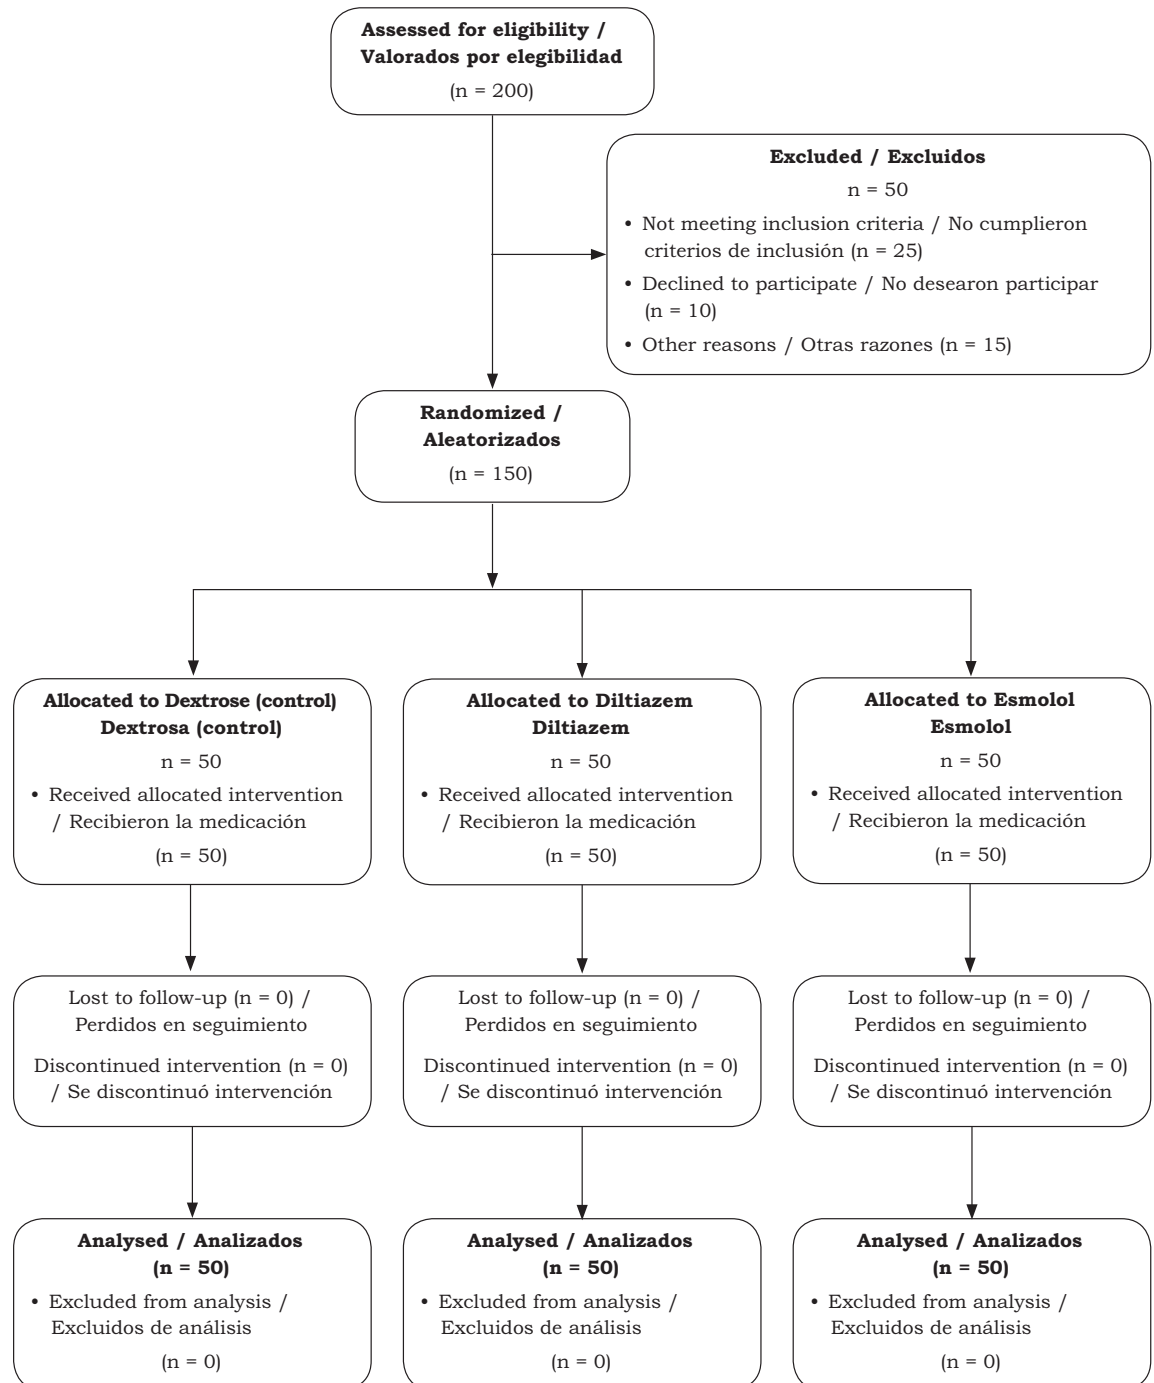 Assessed for eligibility /
Valorados por elegibilidad
(n = 200)
Excluded / Excluidos
n = 50
• Not meeting inclusion criteria / No cumplieron
criterios de inclusión (n = 25)
• Declined to participate / No desearon participar
(n = 10)
• Other reasons / Otras razones (n = 15)
Randomized /
Aleatorizados
(n = 150)
Allocated to Dextrose (control)
Dextrosa (control)
n = 50
• Received allocated intervention
/ Recibieron la medicación
(n = 50)
Allocated to Diltiazem
Diltiazem
n = 50
• Received allocated intervention
/ Recibieron la medicación
(n = 50)
Allocated to Esmolol
Esmolol
n = 50
• Received allocated intervention
/ Recibieron la medicación
(n = 50)
Lost to follow-up (n = 0) /
Perdidos en seguimiento
Discontinued intervention (n = 0)
/ Se discontinuó intervención
Lost to follow-up (n = 0) /
Perdidos en seguimiento
Discontinued intervention (n = 0)
/ Se discontinuó intervención
Lost to follow-up (n = 0) /
Perdidos en seguimiento
Discontinued intervention (n = 0)
/ Se discontinuó intervención
Analysed / Analizados
(n = 50)
• Excluded from analysis /
Excluidos de análisis
(n = 0)
Analysed / Analizados
(n = 50)
• Excluded from analysis /
Excluidos de análisis
(n = 0)
Analysed / Analizados
(n = 50)
• Excluded from analysis /
Excluidos de análisis
(n = 0)